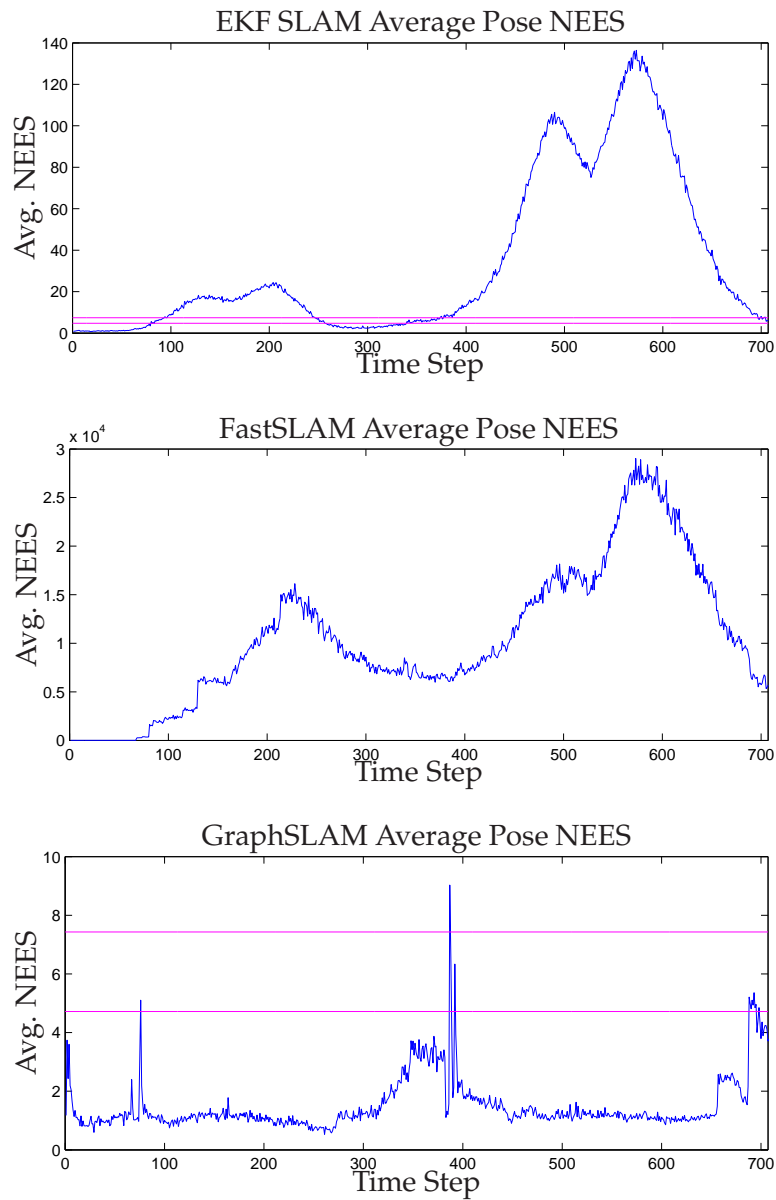 EKF SLAM Average Pose NEES
140
120
100
80
60
40
20
0
Avg. NEES
0 100 200 300 400 500 600 700
Time Step
FastSLAM Average Pose NEES
x 10^4
3
2.5
2
1.5
1
0.5
0
Avg. NEES
0 100 200 300 400 500 600 700
Time Step
GraphSLAM Average Pose NEES
10
8
6
4
2
0
Avg. NEES
0 100 200 300 400 500 600 700
Time Step